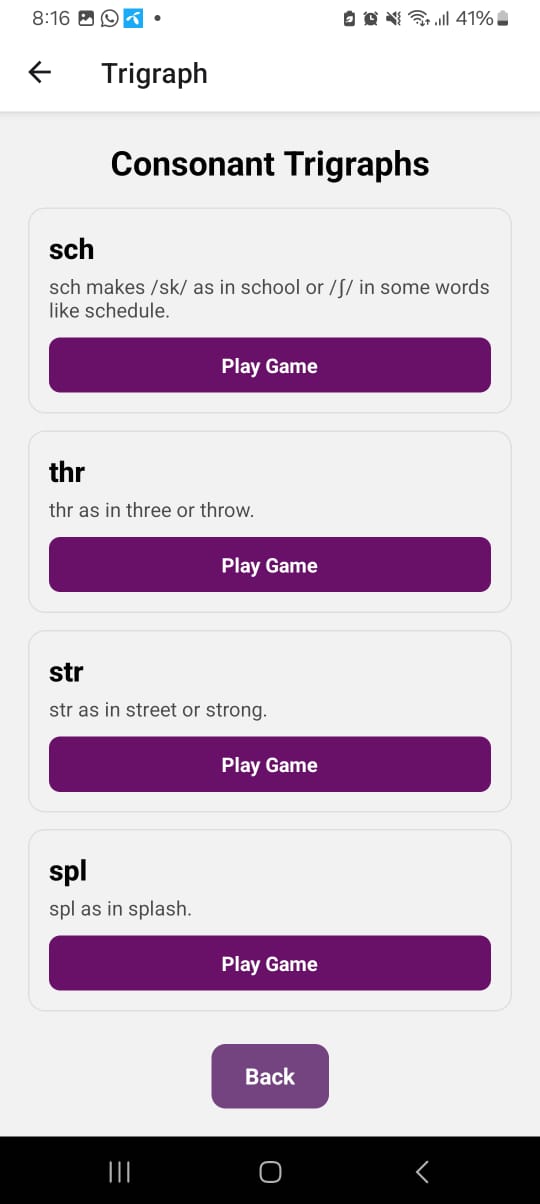 8:16
41%
Trigraph
Consonant Trigraphs
sch
sch makes /sk/ as in school or /ʃ/ in some words
like schedule.
Play Game
thr
thr as in three or throw.
Play Game
str
str as in street or strong.
Play Game
spl
spl as in splash.
Play Game
Back